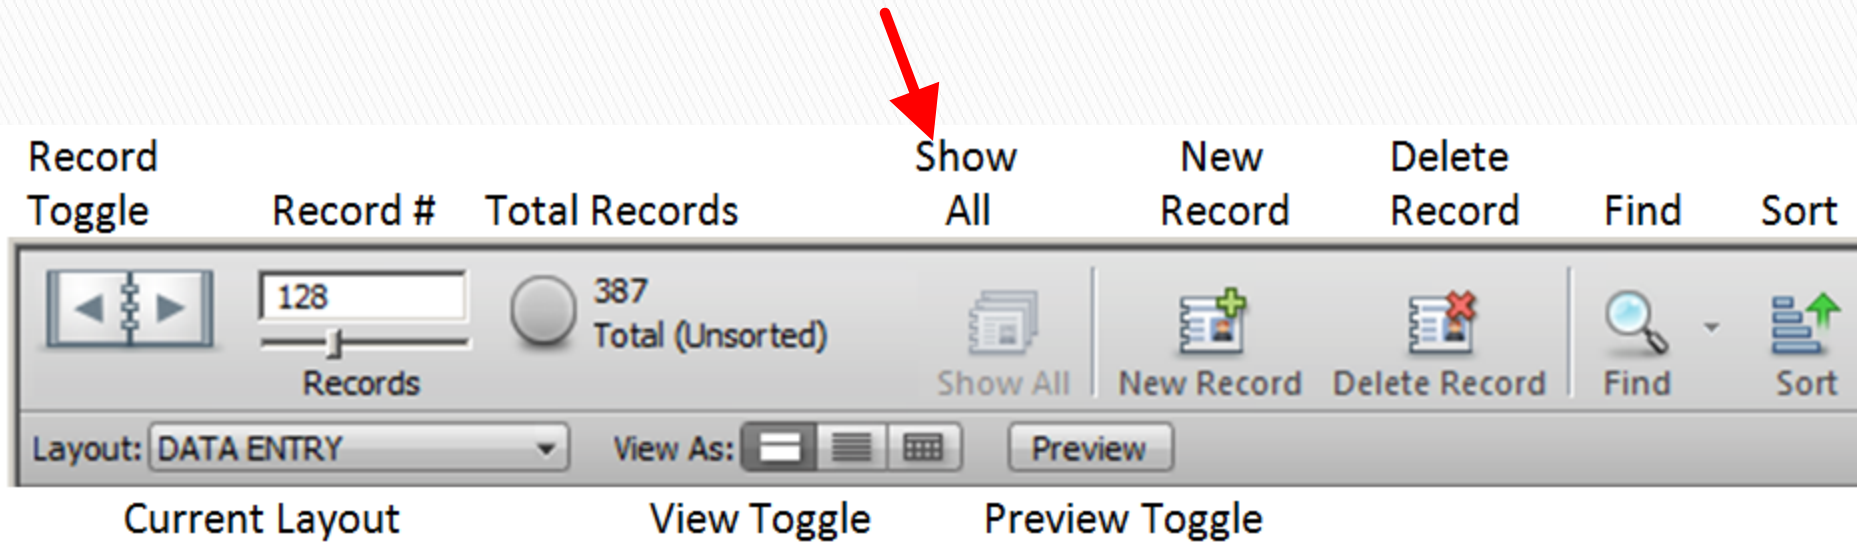 Record Toggle
Record #
Total Records
Show All
New Record
Delete Record
Find
Sort
128
Records
387
Total (Unsorted)
Show All
New Record
Delete Record
Find
Sort
Layout: DATA ENTRY
View As:
Preview
Current Layout
View Toggle
Preview Toggle